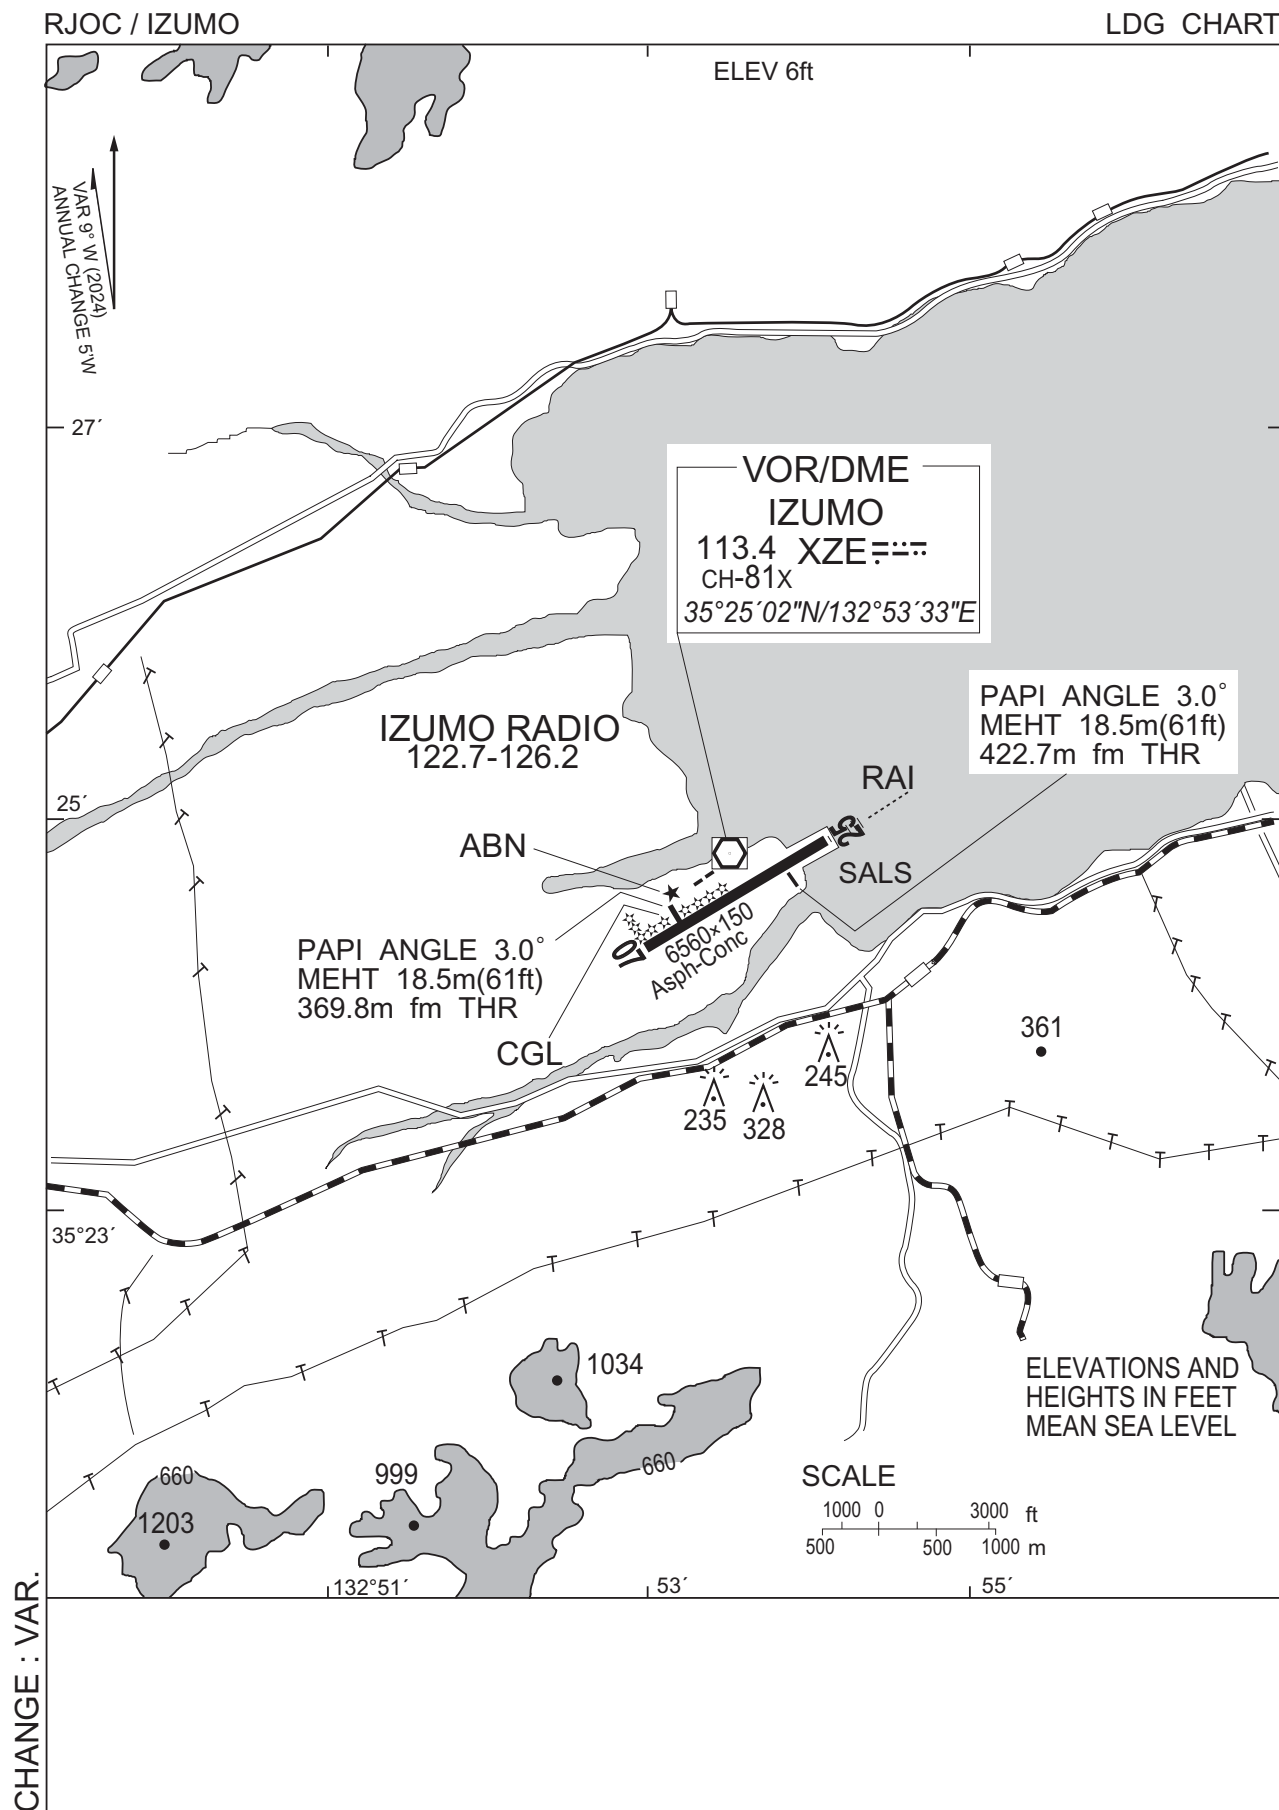 RJOC / IZUMO
LDG CHART
ELEV 6ft
VAR 9° W (2024)
ANNUAL CHANGE 5'W
27´
VOR/DME
IZUMO
113.4 XZE
CH-81X
35°25´02"N/132°53´33"E
PAPI ANGLE 3.0°
MEHT 18.5m(61ft)
422.7m fm THR
IZUMO RADIO
122.7-126.2
RAI
25´
25
ABN
SALS
07
6560×150
Asph-Conc
PAPI ANGLE 3.0°
MEHT 18.5m(61ft)
369.8m fm THR
CGL
361
245
235
328
35°23´
1034
ELEVATIONS AND
HEIGHTS IN FEET
MEAN SEA LEVEL
660
999
660
1203
SCALE
1000 0 3000 ft
500 500 1000 m
132°51´
53´
55´
CHANGE : VAR.